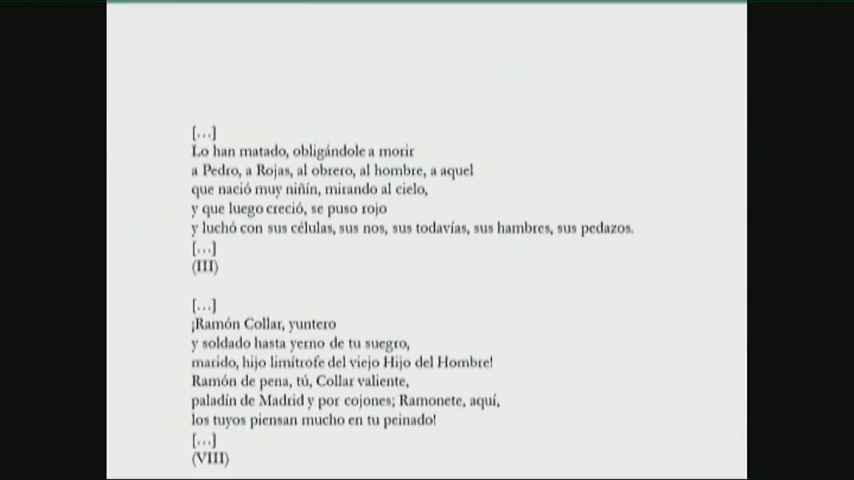 [...]
Lo han matado, obligándole a morir
a Pedro, a Rojas, al obrero, al hombre, a aquel
que nació muy niñín, mirando al cielo,
y que luego creció, se puso rojo
y luchó con sus células, sus nos, sus todavías, sus hambres, sus pedazos.
[...]
(III)
[...]
¡Ramón Collar, yuntero
y soldado hasta yerno de tu suegro,
marido, hijo limítrofe del viejo Hijo del Hombre!
Ramón de pena, tú, Collar valiente,
paladín de Madrid y por cojones; Ramonete, aquí,
los tuyos piensan mucho en tu peinado!
[...]
(VIII)